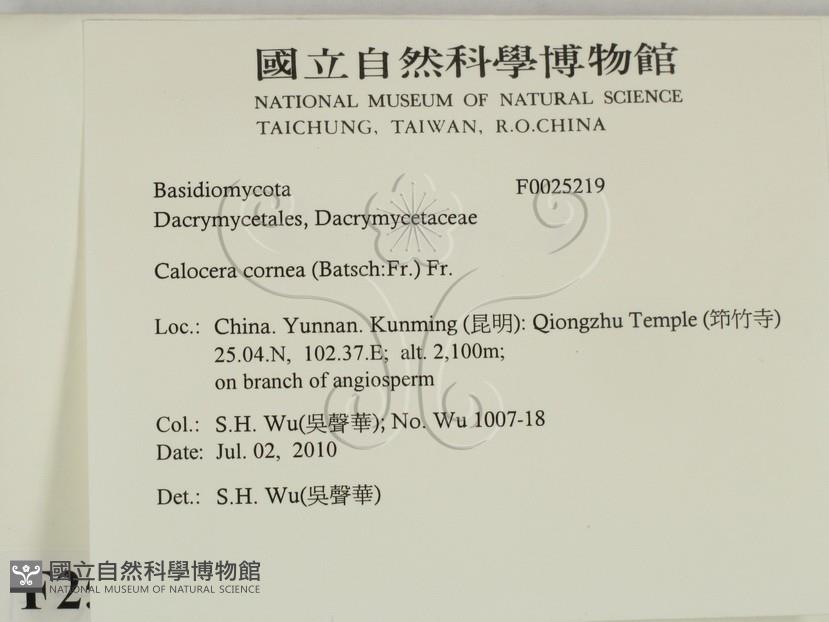 國立自然科學博物館
NATIONAL MUSEUM OF NATURAL SCIENCE
TAICHUNG, TAIWAN, R.O.CHINA
Basidiomycota F0025219
Dacrymycetales, Dacrymycetaceae
Calocera cornea (Batsch:Fr.) Fr.
Loc.: China. Yunnan. Kunming (昆明): Qiongzhu Temple (筇竹寺)
25.04.N, 102.37.E; alt. 2,100m;
on branch of angiosperm
Col.: S.H. Wu(吳聲華); No. Wu 1007-18
Date: Jul. 02, 2010
Det.: S.H. Wu(吳聲華)
國立自然科學博物館
NATIONAL MUSEUM OF NATURAL SCIENCE